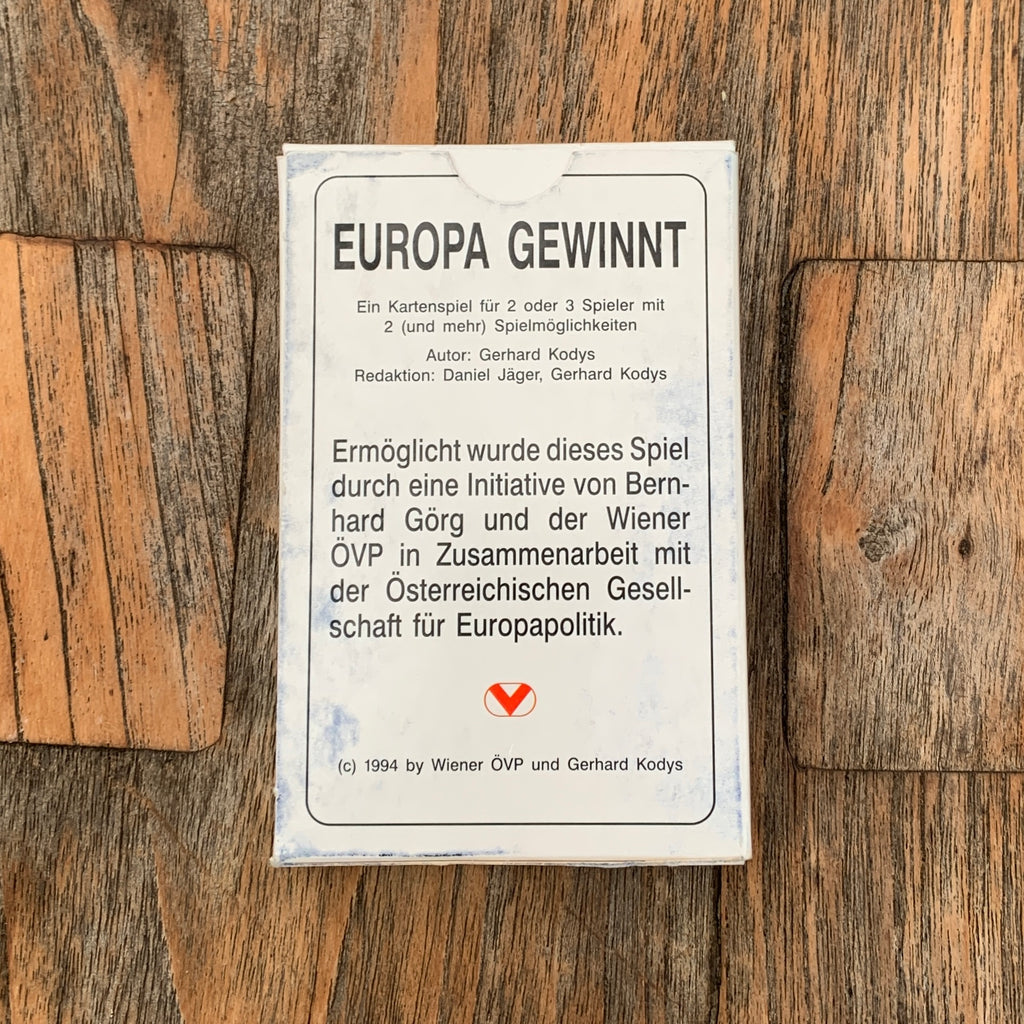 EUROPA GEWINNT
Ein Kartenspiel für 2 oder 3 Spieler mit
2 (und mehr) Spielmöglichkeiten
Autor: Gerhard Kodys
Redaktion: Daniel Jäger, Gerhard Kodys
Ermöglicht wurde dieses Spiel
durch eine Initiative von Bern-
hard Görg und der Wiener
ÖVP in Zusammenarbeit mit
der Österreichischen Gesell-
schaft für Europapolitik.
(c) 1994 by Wiener ÖVP und Gerhard Kodys